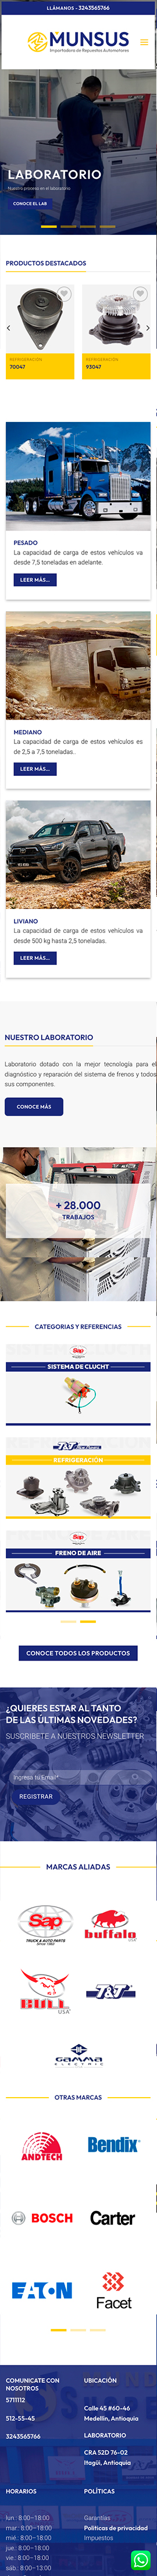 LLÁMANOS - 3243565766
MUNSUS
Importadora de Repuestos Automotores
LABORATORIO
Nuestro proceso en el laboratorio
CONOCE EL LAB
PRODUCTOS DESTACADOS
REFRIGERACIÓN
70047
REFRIGERACIÓN
93047
PESADO
La capacidad de carga de estos vehículos va
desde 7,5 toneladas en adelante.
LEER MÁS...
MEDIANO
La capacidad de carga de estos vehículos es
de 2,5 a 7,5 toneladas..
LEER MÁS...
LIVIANO
La capacidad de carga de estos vehículos va
desde 500 kg hasta 2,5 toneladas.
LEER MÁS...
NUESTRO LABORATORIO
Laboratorio dotado con la mejor tecnología para el
diagnóstico y reparación del sistema de frenos y todos
sus componentes.
CONOCE MÁS
+ 28.000
TRABAJOS
CATEGORIAS Y REFERENCIAS
Sap
SISTEMA DE CLUCHT
T&T
REFRIGERACIÓN
Sap
FRENO DE AIRE
CONOCE TODOS LOS PRODUCTOS
¿QUIERES ESTAR AL TANTO
DE LAS ÚLTIMAS NOVEDADES?
SUSCRIBETE A NUESTROS NEWSLETTER
Ingresa tu Email*
REGISTRAR
MARCAS ALIADAS
Sap
TRUCK & AUTO PARTS
Since 1983
buffalo
USA
BULL
USA
T&T
GAMMA
ELECTRIC
OTRAS MARCAS
ANDTECH
Bendix
BOSCH
Carter
EATON
Facet
COMUNICATE CON
NOSOTROS
5711112
512-55-45
3243565766
UBICACIÓN
Calle 45 #60-46
Medellín, Antioquia
LABORATORIO
CRA 52D 76-02
Itagüí, Antioquia
HORARIOS
lun.: 8:00–18:00
mar.: 8:00–18:00
mié.: 8:00–18:00
jue.: 8:00–18:00
vie.: 8:00–18:00
sáb.: 8:00–13:00
POLÍTICAS
Garantías
Políticas de privacidad
Impuestos